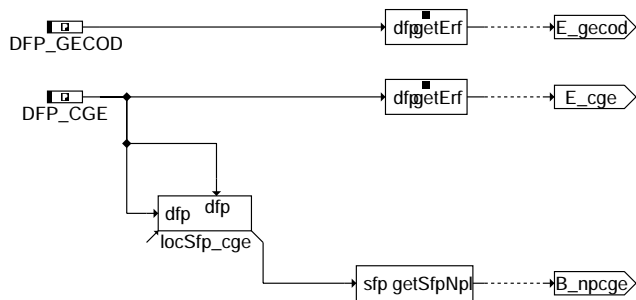 dfp getErf
E_gecod
DFP_GECOD
dfp getErf
E_cge
DFP_CGE
dfp
dfp
locSfp_cge
sfp getSfpNpl
B_npcge